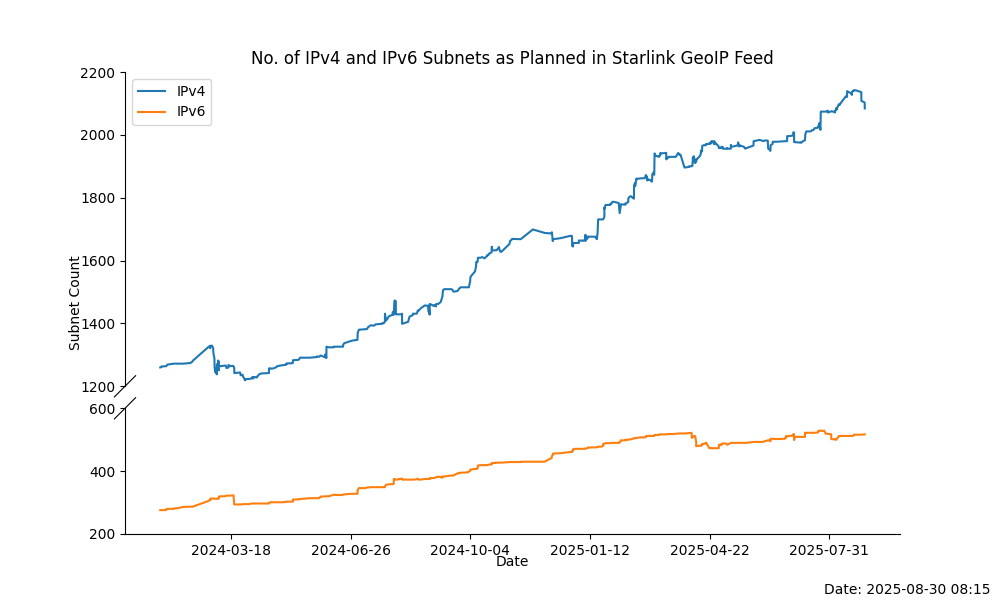 No. of IPv4 and IPv6 Subnets as Planned in Starlink GeoIP Feed
IPv4
IPv6
2200
2000
1800
1600
1400
1200
600
400
200
Subnet Count
2024-03-18 2024-06-26 2024-10-04 2025-01-12 2025-04-22 2025-07-31
Date
Date: 2025-08-30 08:15